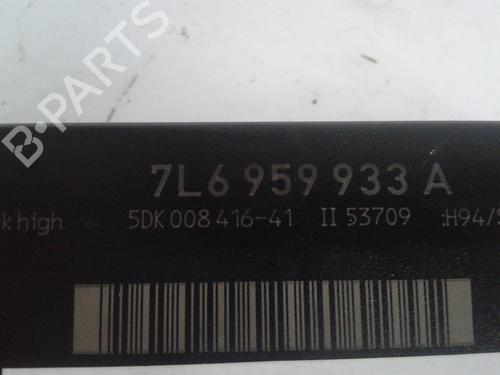 B-PARTS
7L6 959 933 A
k high 5DK 008 416-41 II 53709 :H94/